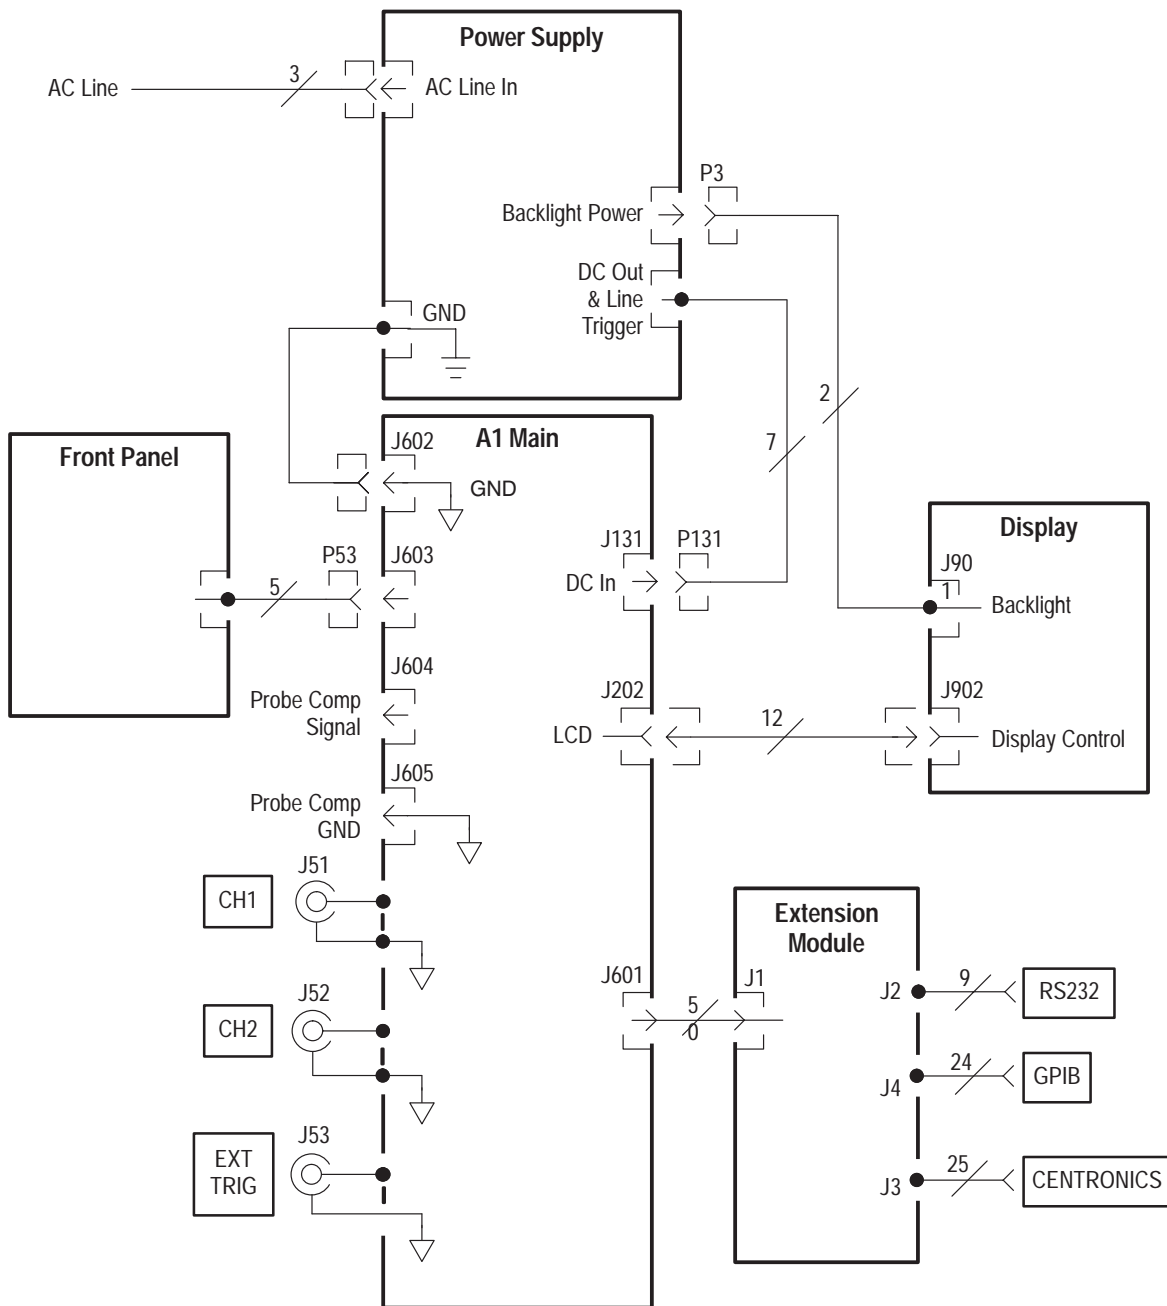 Power Supply
AC Line
3
AC Line In
P3
Backlight Power
DC Out
& Line
Trigger
GND
2
7
A1 Main
J602
GND
Front Panel
P53
J603
5
J131
P131
DC In
Display
J90
1
Backlight
J604
Probe Comp
Signal
J202
LCD
12
J902
Display Control
J605
Probe Comp
GND
J51
CH1
Extension
Module
J601
5
0
J1
J2
9
RS232
J52
CH2
J4
24
GPIB
J53
EXT
TRIG
J3
25
CENTRONICS